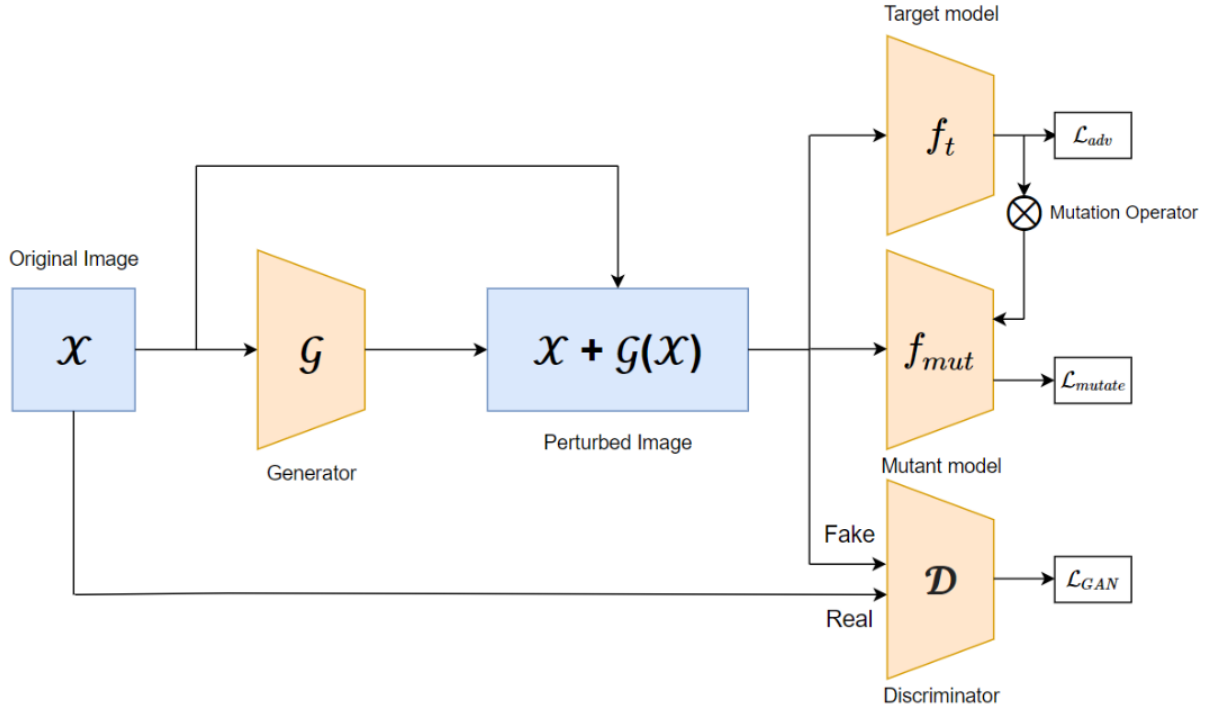 Target model
f_t
ℒ_adv
Mutation Operator
Original Image
𝒳
𝒢
𝒳 + 𝒢(𝒳)
f_mut
ℒ_mutate
Perturbed Image
Generator
Mutant model
Fake
𝒟
ℒ_GAN
Real
Discriminator